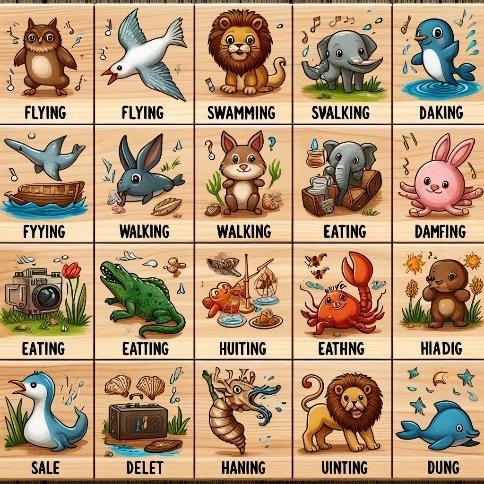 FLYING
FLYING
SWAMMING
SWALKING
DAKING
FYYING
WALKING
WALKING
EATING
DAMFING
EATING
EATTING
HUITING
EATHNG
HIADIG
SALE
DELET
HANING
UINTING
DUNG